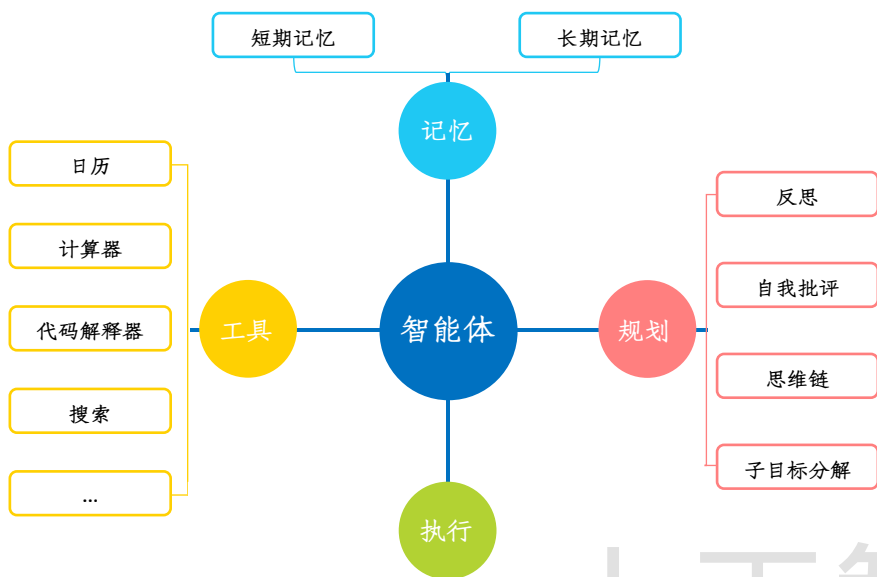 短期记忆
长期记忆
记忆
日历
计算器
代码解释器
搜索
...
工具
智能体
规划
反思
自我批评
思维链
子目标分解
执行